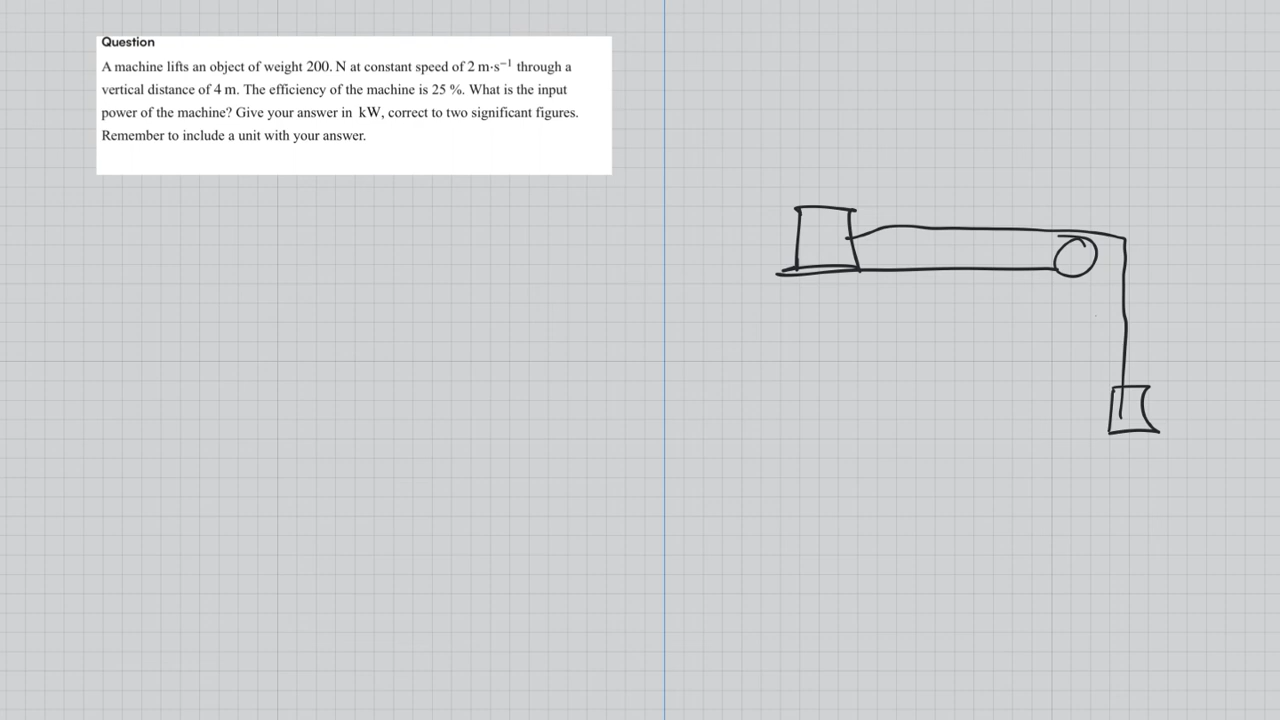 Question
A machine lifts an object of weight 200. N at constant speed of 2 m·s⁻¹ through a
vertical distance of 4 m. The efficiency of the machine is 25 %. What is the input
power of the machine? Give your answer in kW, correct to two significant figures.
Remember to include a unit with your answer.